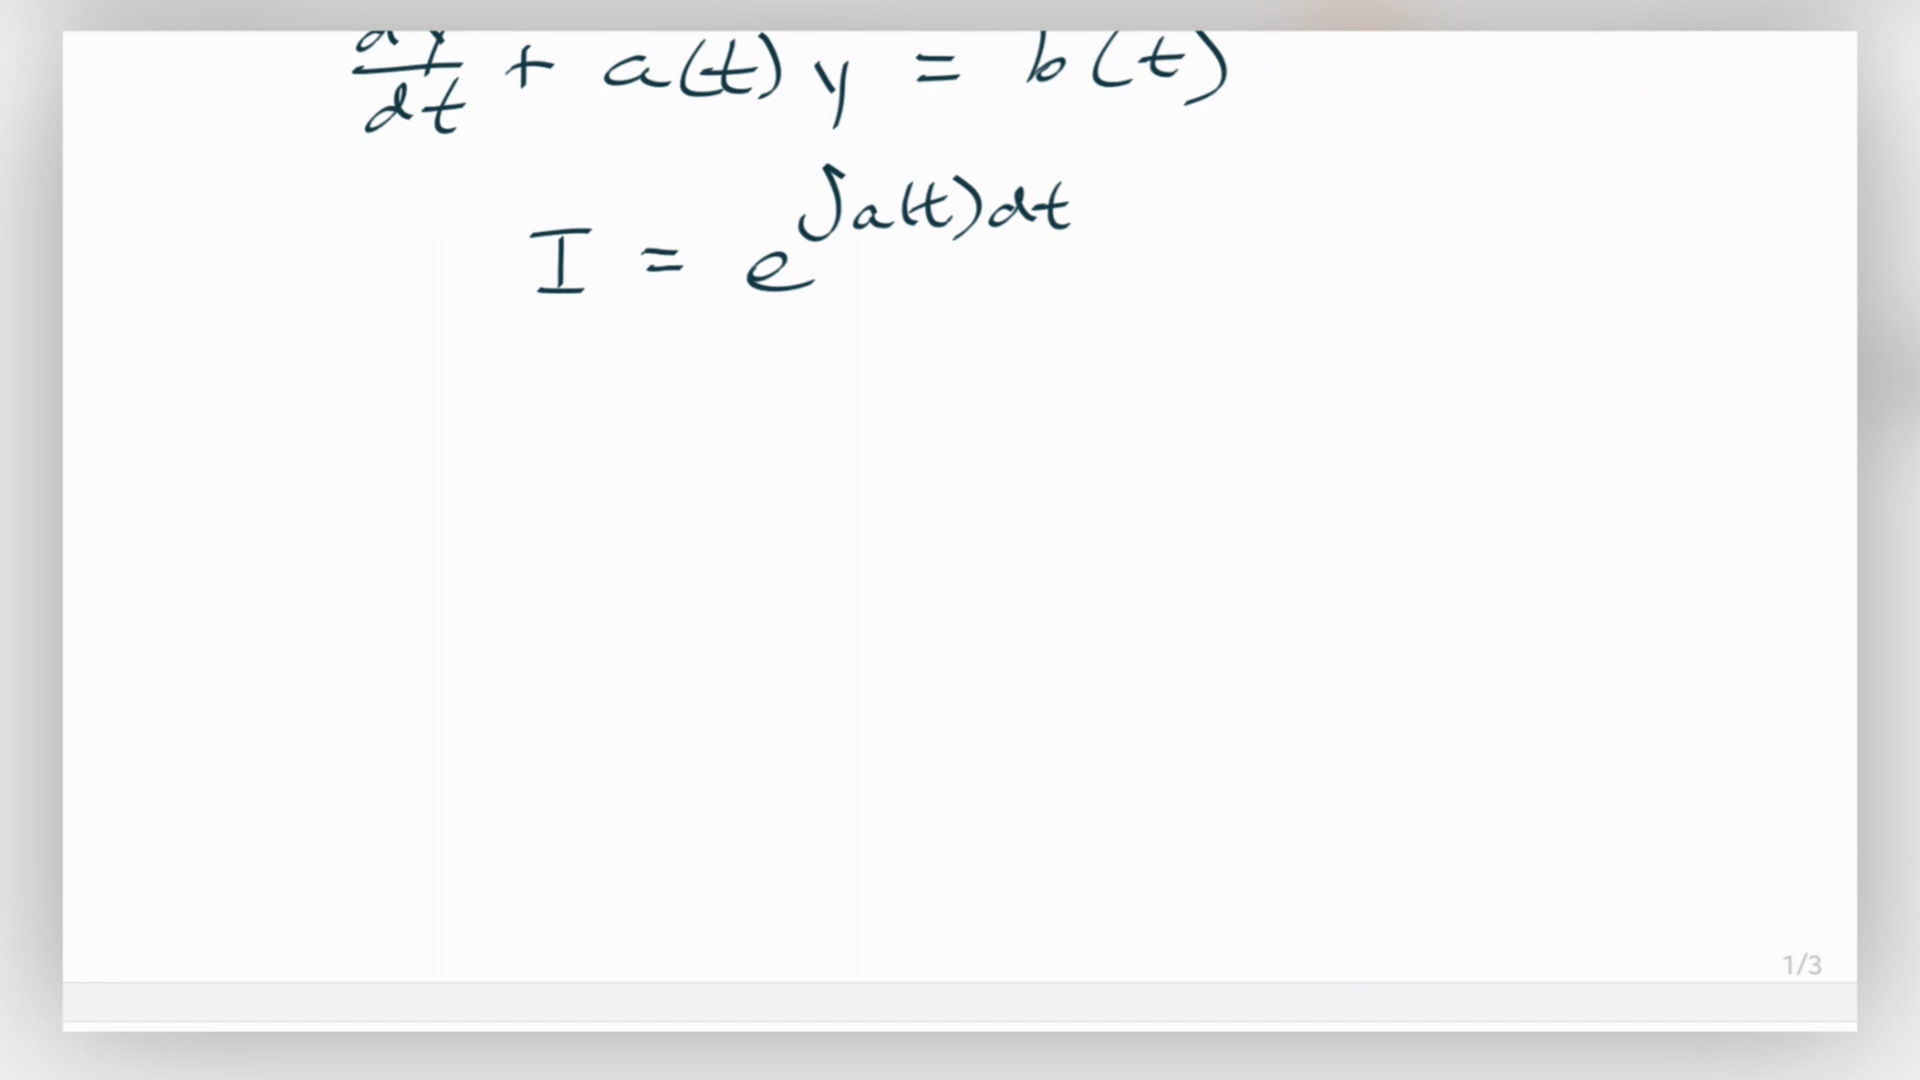 dy/dt + a(t) y = b(t)
I = e^∫a(t)dt
1/3